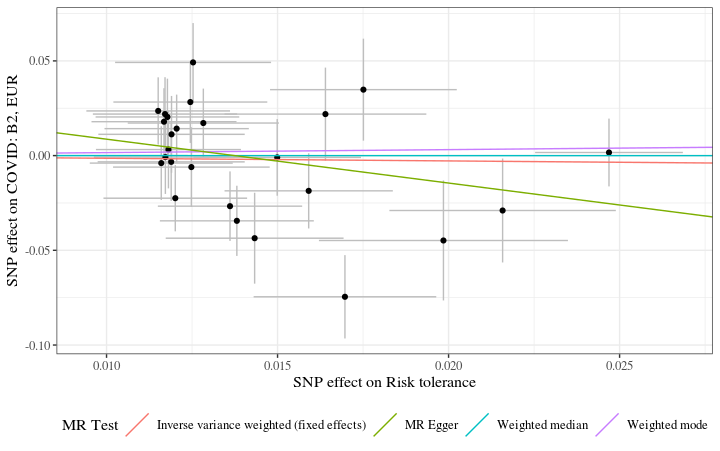 0.05
0.00
-0.05
-0.10
SNP effect on COVID: B2, EUR
0.010 0.015 0.020 0.025
SNP effect on Risk tolerance
MR Test Inverse variance weighted (fixed effects) MR Egger Weighted median Weighted mode